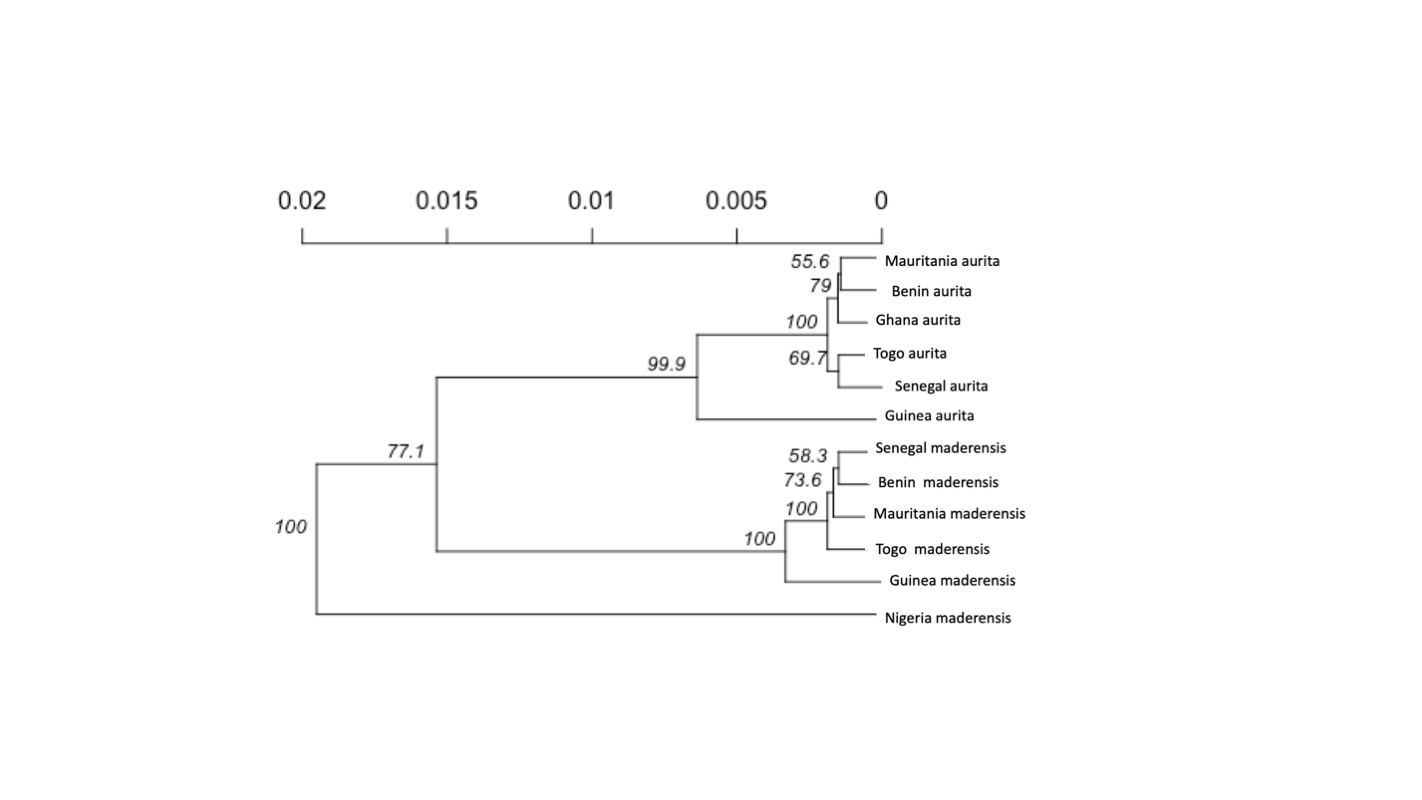 0.02 0.015 0.01 0.005 0
55.6 Mauritania aurita
79 Benin aurita
100 Ghana aurita
69.7 Togo aurita
99.9 Senegal aurita
Guinea aurita
77.1 Senegal maderensis
58.3
73.6 Benin maderensis
100 Mauritania maderensis
100 100 Togo maderensis
Guinea maderensis
Nigeria maderensis